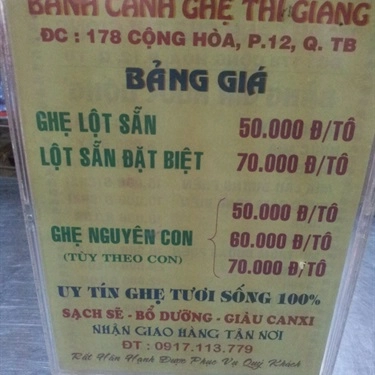 BÁNH CANH GHẸ THI GIANG
ĐC : 178 CỘNG HÒA, P.12, Q. TB
BẢNG GIÁ
GHẸ LỘT SẴN 50.000 Đ/TÔ
LỘT SẴN ĐẶT BIỆT 70.000 Đ/TÔ
50.000 Đ/TÔ
GHẸ NGUYÊN CON 60.000 Đ/TÔ
(TÙY THEO CON) 70.000 Đ/TÔ
UY TÍN GHẸ TƯƠI SỐNG 100%
SẠCH SẼ - BỔ DƯỠNG - GIÀU CANXI
NHẬN GIAO HÀNG TẬN NƠI
ĐT : 0917.113.779
Rất Hân Hạnh Được Phục Vụ Quý Khách